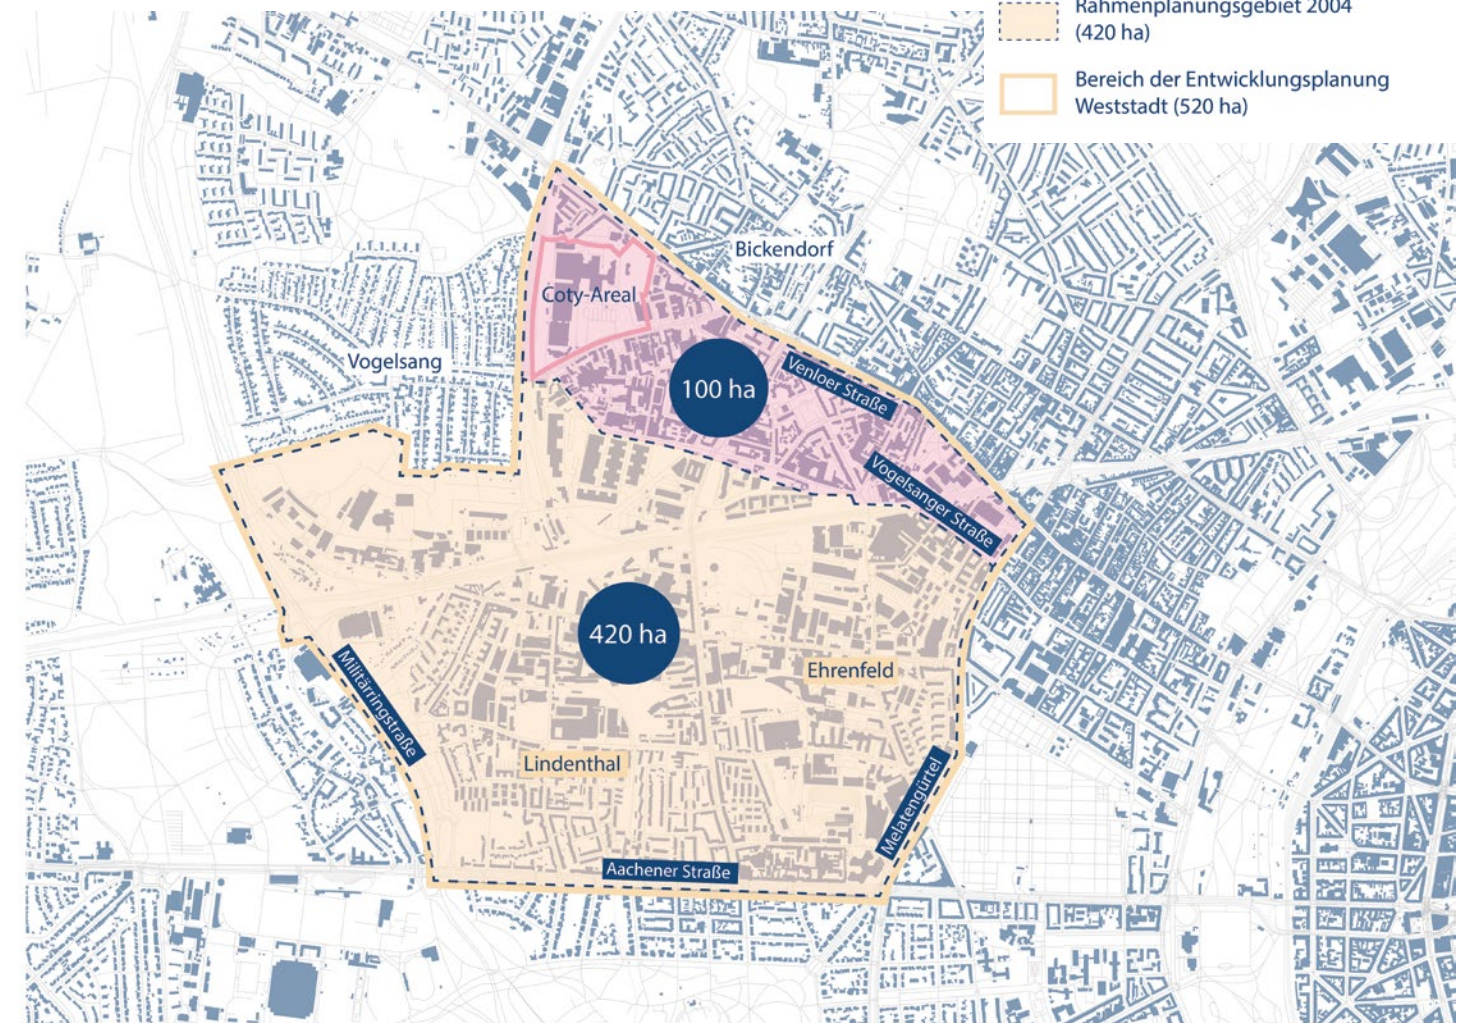 Rahmenplanungsgebiet 2004
(420 ha)
Bereich der Entwicklungsplanung
Weststadt (520 ha)
Bickendorf
Coty-Areal
Vogelsang
100 ha
Venloer Straße
Vogelsanger Straße
420 ha
Ehrenfeld
Militärringstraße
Lindenthal
Melatengürtel
Aachener Straße